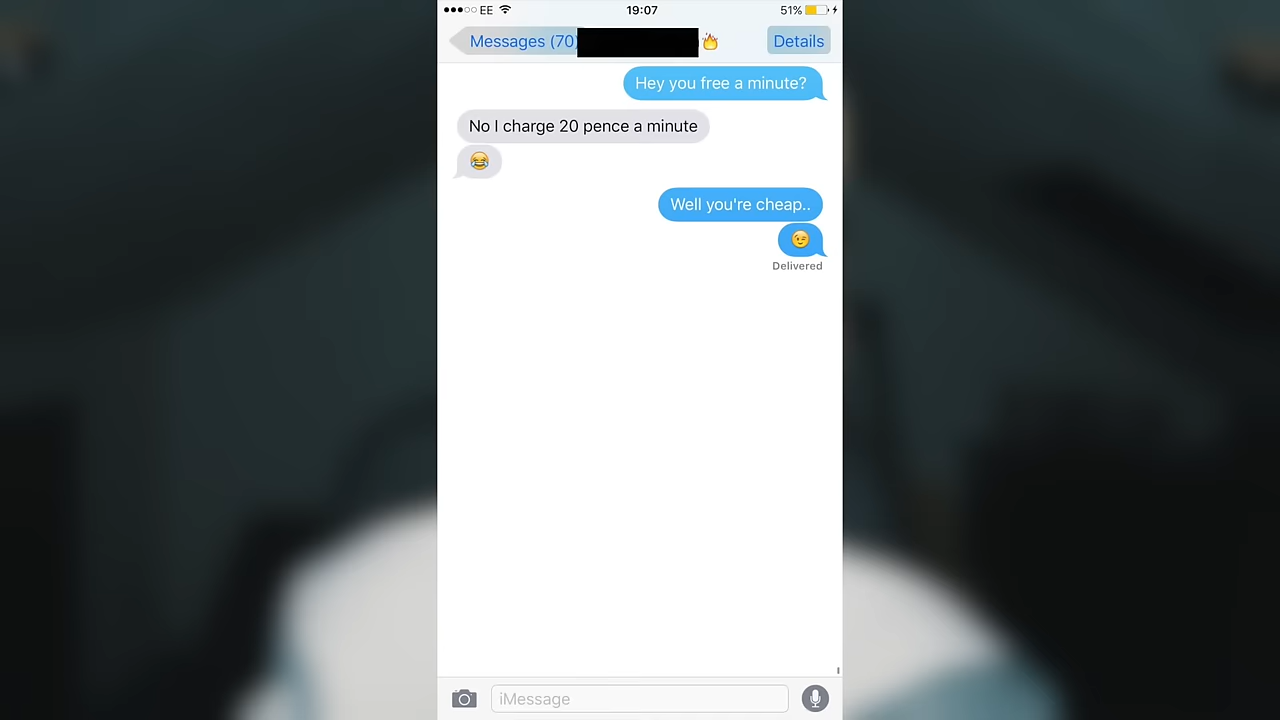 EE 19:07 51%
Messages (70) 🔥 Details
Hey you free a minute?
No I charge 20 pence a minute
😂
Well you're cheap..
😉
Delivered
iMessage